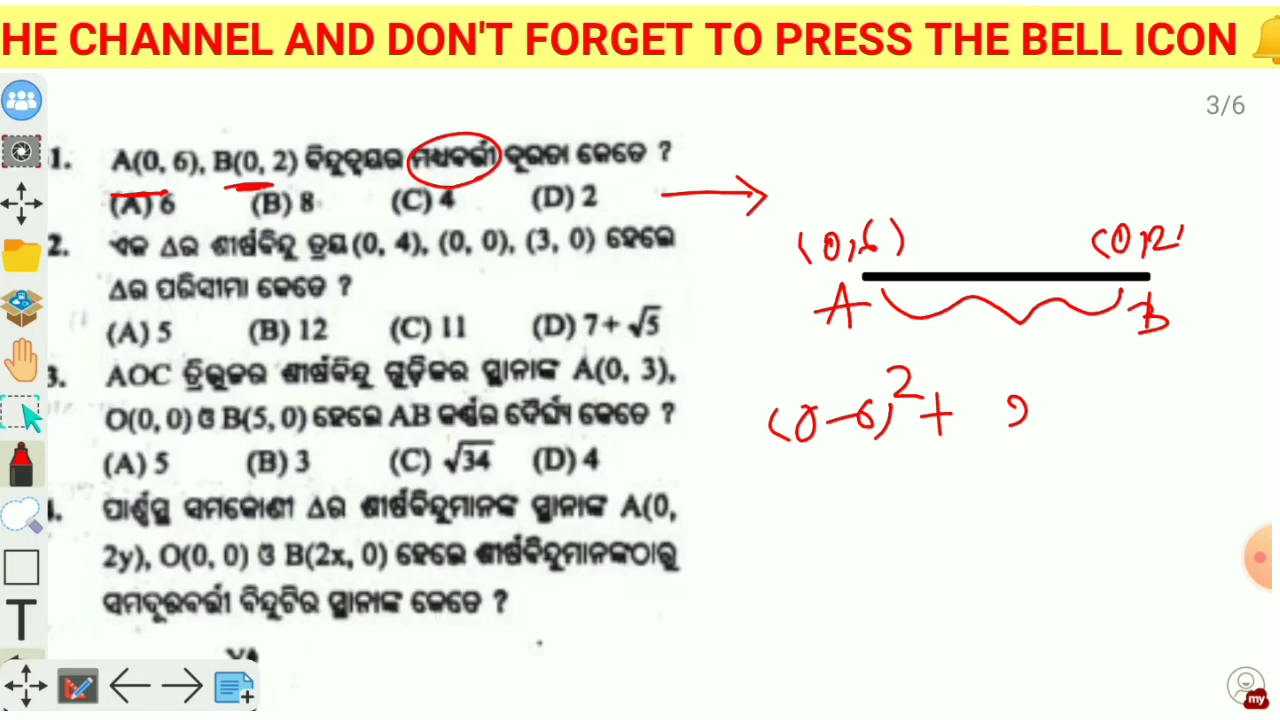 HE CHANNEL AND DON'T FORGET TO PRESS THE BELL ICON
3/6
1. A(0, 6), B(0, 2) ବିନ୍ଦୁଦ୍ବୟର ମଧ୍ୟବର୍ତ୍ତୀ ଦୂରତା କେତେ ?
(A) 6 (B) 8 (C) 4 (D) 2
2. ଏକ Δର ଶୀର୍ଷବିନ୍ଦୁ ତ୍ରୟ (0, 4), (0, 0), (3, 0) ହେଲେ
Δର ପରିସୀମା କେତେ ?
(A) 5 (B) 12 (C) 11 (D) 7+ √5
3. AOC ତ୍ରିଭୁଜର ଶୀର୍ଷବିନ୍ଦୁ ଗୁଡ଼ିକର ସ୍ଥାନାଙ୍କ A(0, 3),
O(0, 0) ଓ B(5, 0) ହେଲେ AB କର୍ଣ୍ଣର ଦୈର୍ଘ୍ୟ କେତେ ?
(A) 5 (B) 3 (C) √34 (D) 4
ପାର୍ଶ୍ୱସ୍ଥ ସମକୋଣୀ Δର ଶୀର୍ଷବିନ୍ଦୁମାନଙ୍କ ସ୍ଥାନାଙ୍କ A(0,
2y), O(0, 0) ଓ B(2x, 0) ହେଲେ ଶୀର୍ଷବିନ୍ଦୁମାନଙ୍କଠାରୁ
ସମଦୂରବର୍ତ୍ତୀ ବିନ୍ଦୁଟିର ସ୍ଥାନାଙ୍କ କେତେ ?
(0,6) (0,2
A B
(0-6)² +
T
my